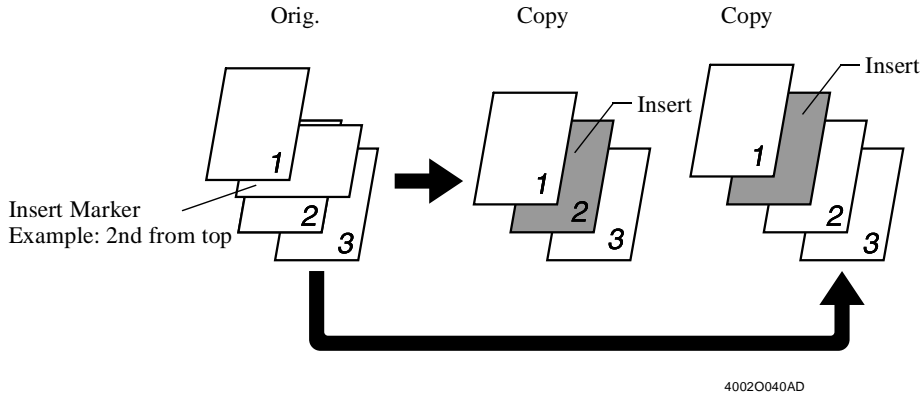 Orig.
Copy
Copy
Insert
Insert
1
2
3
1
2
3
1
2
3
Insert Marker
Example: 2nd from top
4002O040AD